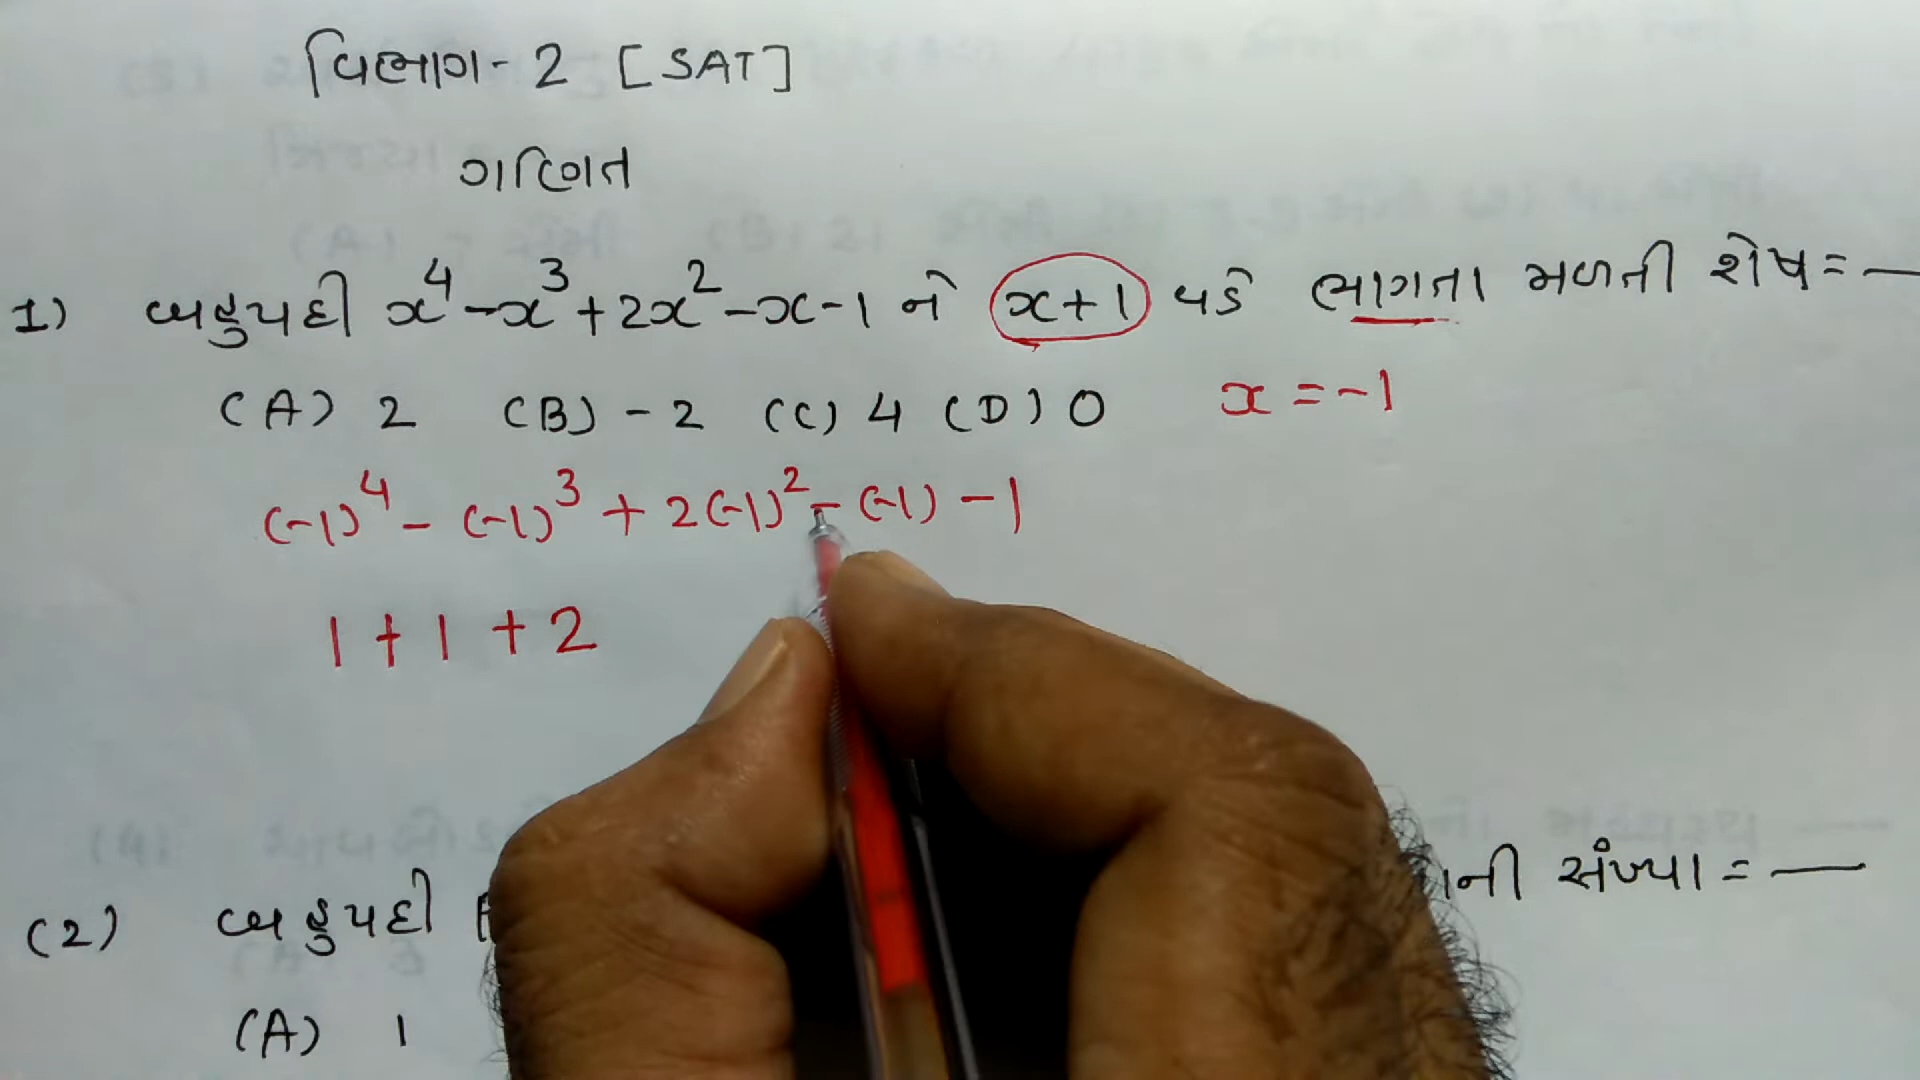 વિભાગ-2 [SAT]
ગણિત
1) બહુપદી x⁴-x³+2x²-x-1 ને x+1 વડે ભાગતા મળતી શેષ=—
(A) 2 (B) -2 (C) 4 (D) 0 x = -1
(-1)⁴ - (-1)³ + 2(-1)² - (-1) - 1
1 + 1 + 2
(2) બહુપદી ની સંખ્યા = —
(A) 1